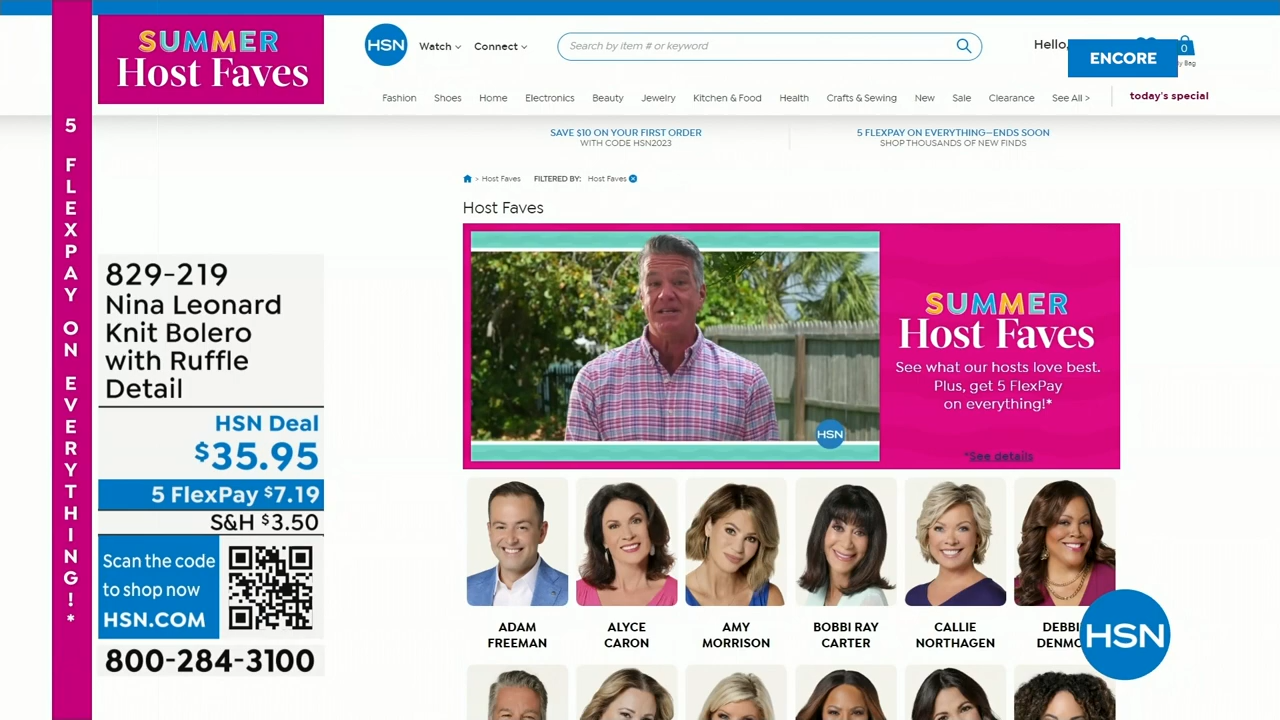 SUMMER
Host Faves
5 FLEXPAY ON EVERYTHING!*
829-219
Nina Leonard
Knit Bolero
with Ruffle
Detail
HSN Deal
$35.95
5 FlexPay $7.19
S&H $3.50
Scan the code
to shop now
HSN.COM
800-284-3100
HSN
Watch
Connect
Search by item # or keyword
Hello,
ENCORE
0
Bag
Fashion
Shoes
Home
Electronics
Beauty
Jewelry
Kitchen & Food
Health
Crafts & Sewing
New
Sale
Clearance
See All >
today's special
SAVE $10 ON YOUR FIRST ORDER
WITH CODE HSN2023
5 FLEXPAY ON EVERYTHING—ENDS SOON
SHOP THOUSANDS OF NEW FINDS
> Host Faves
FILTERED BY: Host Faves
Host Faves
HSN
SUMMER
Host Faves
See what our hosts love best.
Plus, get 5 FlexPay
on everything!*
*See details
ADAM
FREEMAN
ALYCE
CARON
AMY
MORRISON
BOBBI RAY
CARTER
CALLIE
NORTHAGEN
HSN